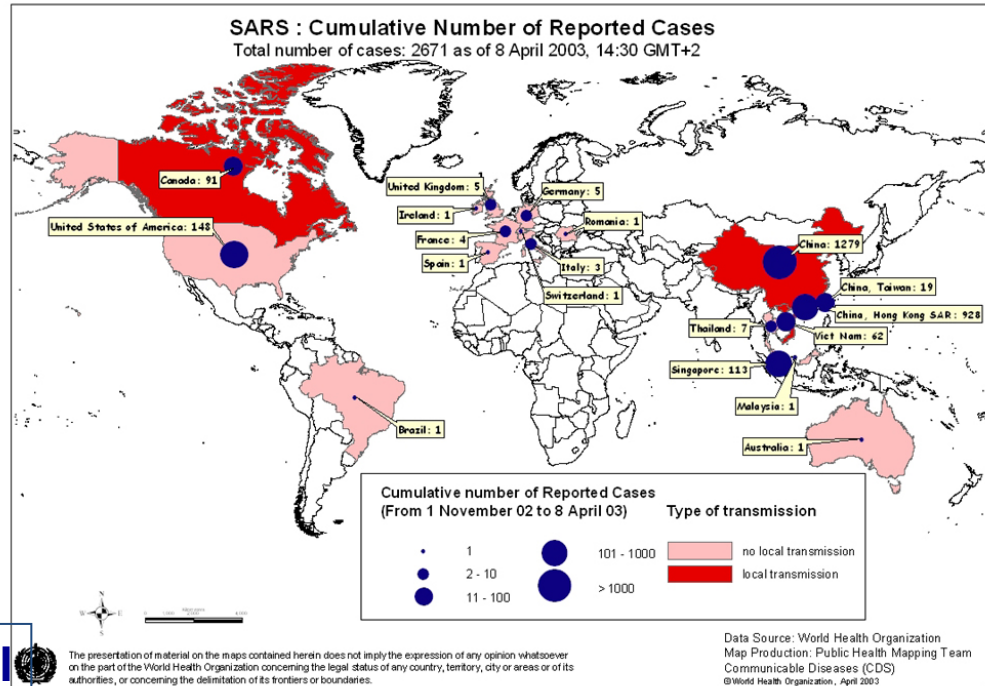 SARS : Cumulative Number of Reported Cases
Total number of cases: 2671 as of 8 April 2003, 14:30 GMT+2
Canada: 91
United States of America: 148
United Kingdom: 5
Germany: 5
Ireland: 1
Romania: 1
France: 4
Spain: 1
Italy: 3
Switzerland: 1
China: 1279
China, Taiwan: 19
China, Hong Kong SAR: 928
Thailand: 7
Viet Nam: 62
Singapore: 113
Malaysia: 1
Brazil: 1
Australia: 1
Cumulative number of Reported Cases
(From 1 November 02 to 8 April 03)
Type of transmission
1
2 - 10
11 - 100
101 - 1000
> 1000
no local transmission
local transmission
N
W
E
S
The presentation of material on the maps contained herein does not imply the expression of any opinion whatsoever
on the part of the World Health Organization concerning the legal status of any country, territory, city or areas or of its
authorities, or concerning the delimitation of its frontiers or boundaries.
Data Source: World Health Organization
Map Production: Public Health Mapping Team
Communicable Diseases (CDS)
©World Health Organization, April 2003